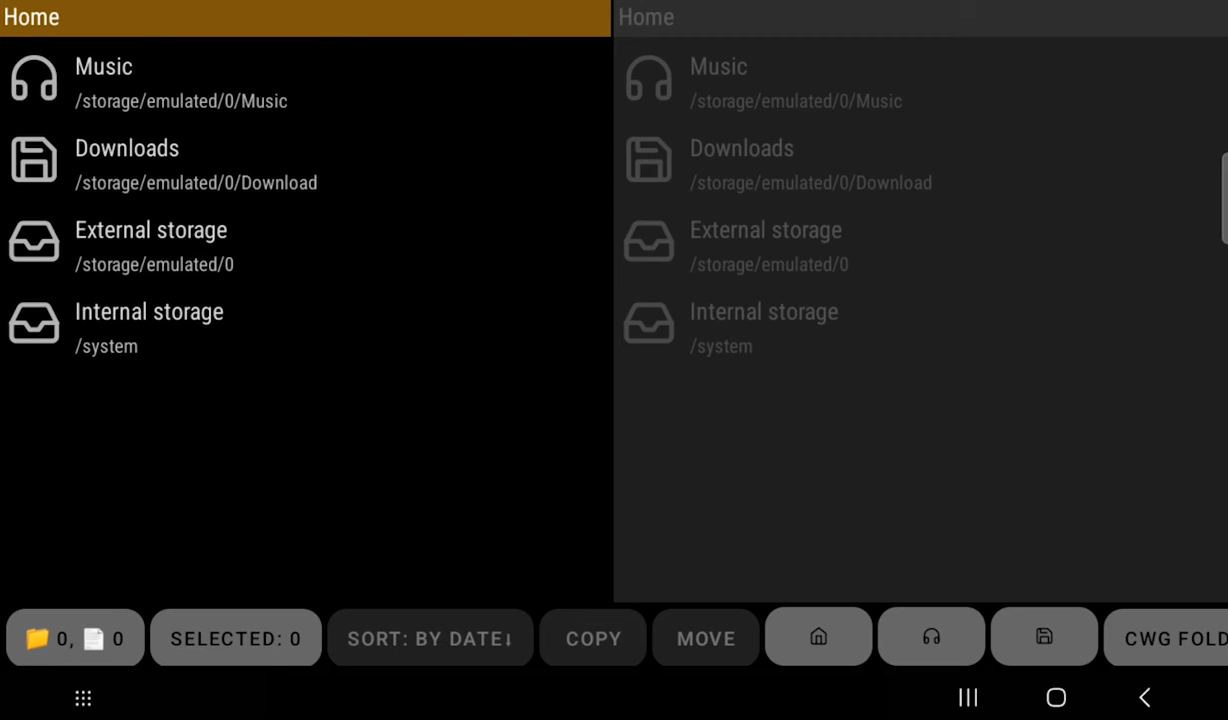 Home
Music
/storage/emulated/0/Music
Downloads
/storage/emulated/0/Download
External storage
/storage/emulated/0
Internal storage
/system
Home
Music
/storage/emulated/0/Music
Downloads
/storage/emulated/0/Download
External storage
/storage/emulated/0
Internal storage
/system
0, 0
SELECTED: 0
SORT: BY DATE↓
COPY
MOVE
CWG FOLD